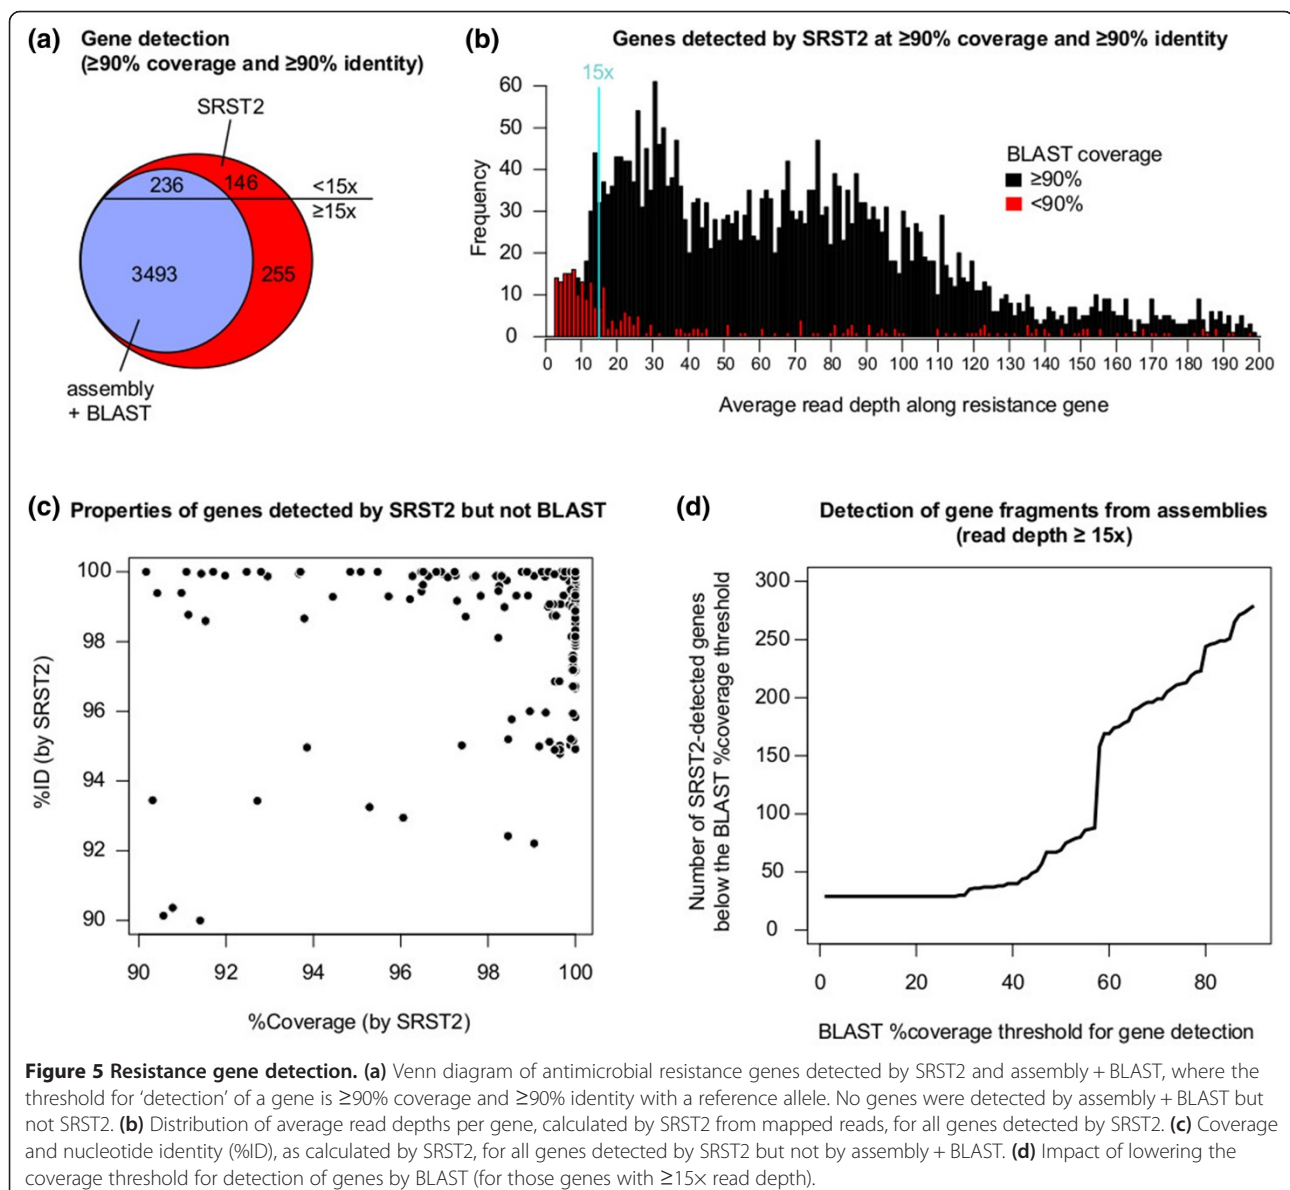 (a) Gene detection
(≥90% coverage and ≥90% identity)
SRST2
236
146
<15x
≥15x
3493
255
assembly
+ BLAST
(b) Genes detected by SRST2 at ≥90% coverage and ≥90% identity
15x
60
50
40
30
20
10
0
Frequency
BLAST coverage
≥90%
<90%
0 10 20 30 40 50 60 70 80 90 100 110 120 130 140 150 160 170 180 190 200
Average read depth along resistance gene
(c) Properties of genes detected by SRST2 but not BLAST
100
98
96
94
92
90
%ID (by SRST2)
90 92 94 96 98 100
%Coverage (by SRST2)
(d) Detection of gene fragments from assemblies
(read depth ≥ 15x)
300
250
200
150
100
50
0
Number of SRST2-detected genes
below the BLAST %coverage threshold
0 20 40 60 80
BLAST %coverage threshold for gene detection
Figure 5 Resistance gene detection. (a) Venn diagram of antimicrobial resistance genes detected by SRST2 and assembly + BLAST, where the
threshold for ‘detection’ of a gene is ≥90% coverage and ≥90% identity with a reference allele. No genes were detected by assembly + BLAST but
not SRST2. (b) Distribution of average read depths per gene, calculated by SRST2 from mapped reads, for all genes detected by SRST2. (c) Coverage
and nucleotide identity (%ID), as calculated by SRST2, for all genes detected by SRST2 but not by assembly + BLAST. (d) Impact of lowering the
coverage threshold for detection of genes by BLAST (for those genes with ≥15× read depth).